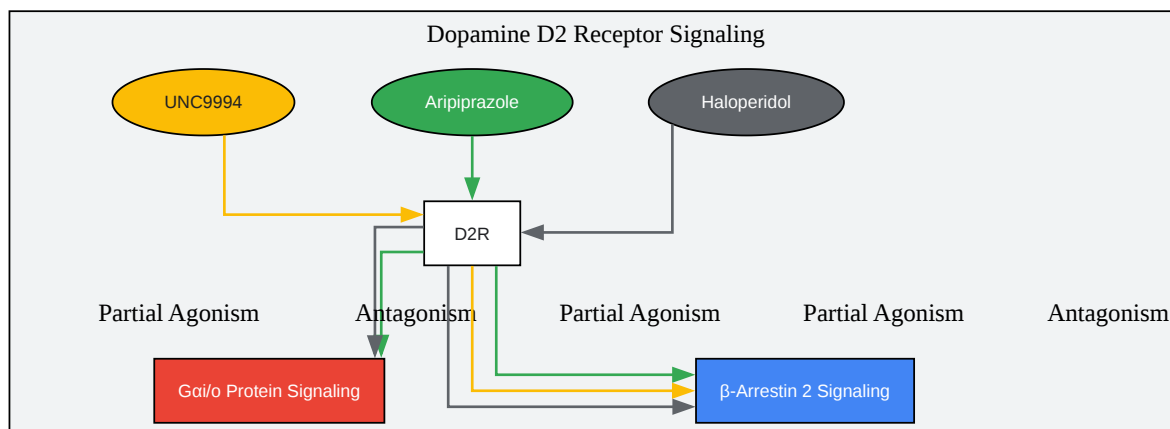 Dopamine D2 Receptor Signaling
UNC9994
Aripiprazole
Haloperidol
D2R
Partial Agonism
Antagonism
Partial Agonism
Partial Agonism
Antagonism
Gαi/o Protein Signaling
β-Arrestin 2 Signaling